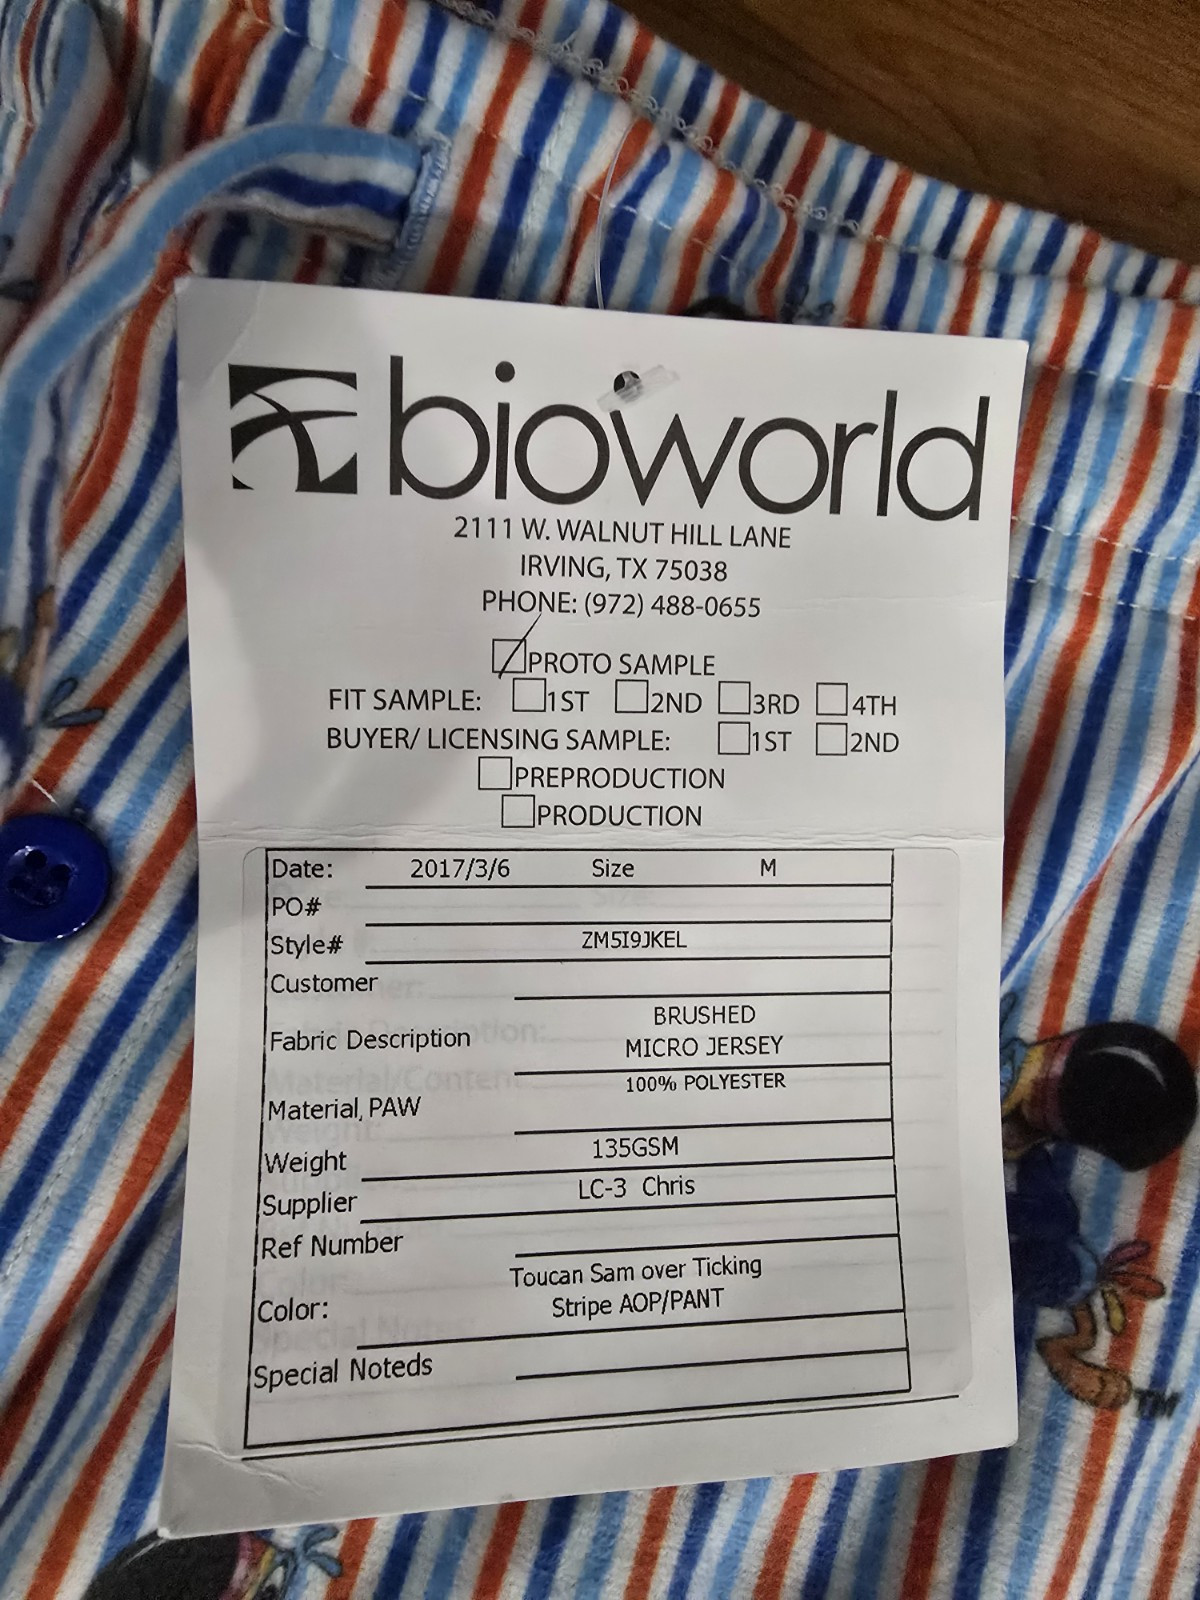 bioworld
2111 W. WALNUT HILL LANE
IRVING, TX 75038
PHONE: (972) 488-0655
PROTO SAMPLE
FIT SAMPLE: 1ST 2ND 3RD 4TH
BUYER/ LICENSING SAMPLE: 1ST 2ND
PREPRODUCTION
PRODUCTION
Date: 2017/3/6 Size M
PO#
Style# ZM5I9JKEL
Customer
Fabric Description BRUSHED
MICRO JERSEY
Material, PAW 100% POLYESTER
Weight 135GSM
Supplier LC-3 Chris
Ref Number
Color: Toucan Sam over Ticking
Stripe AOP/PANT
Special Noteds
TM